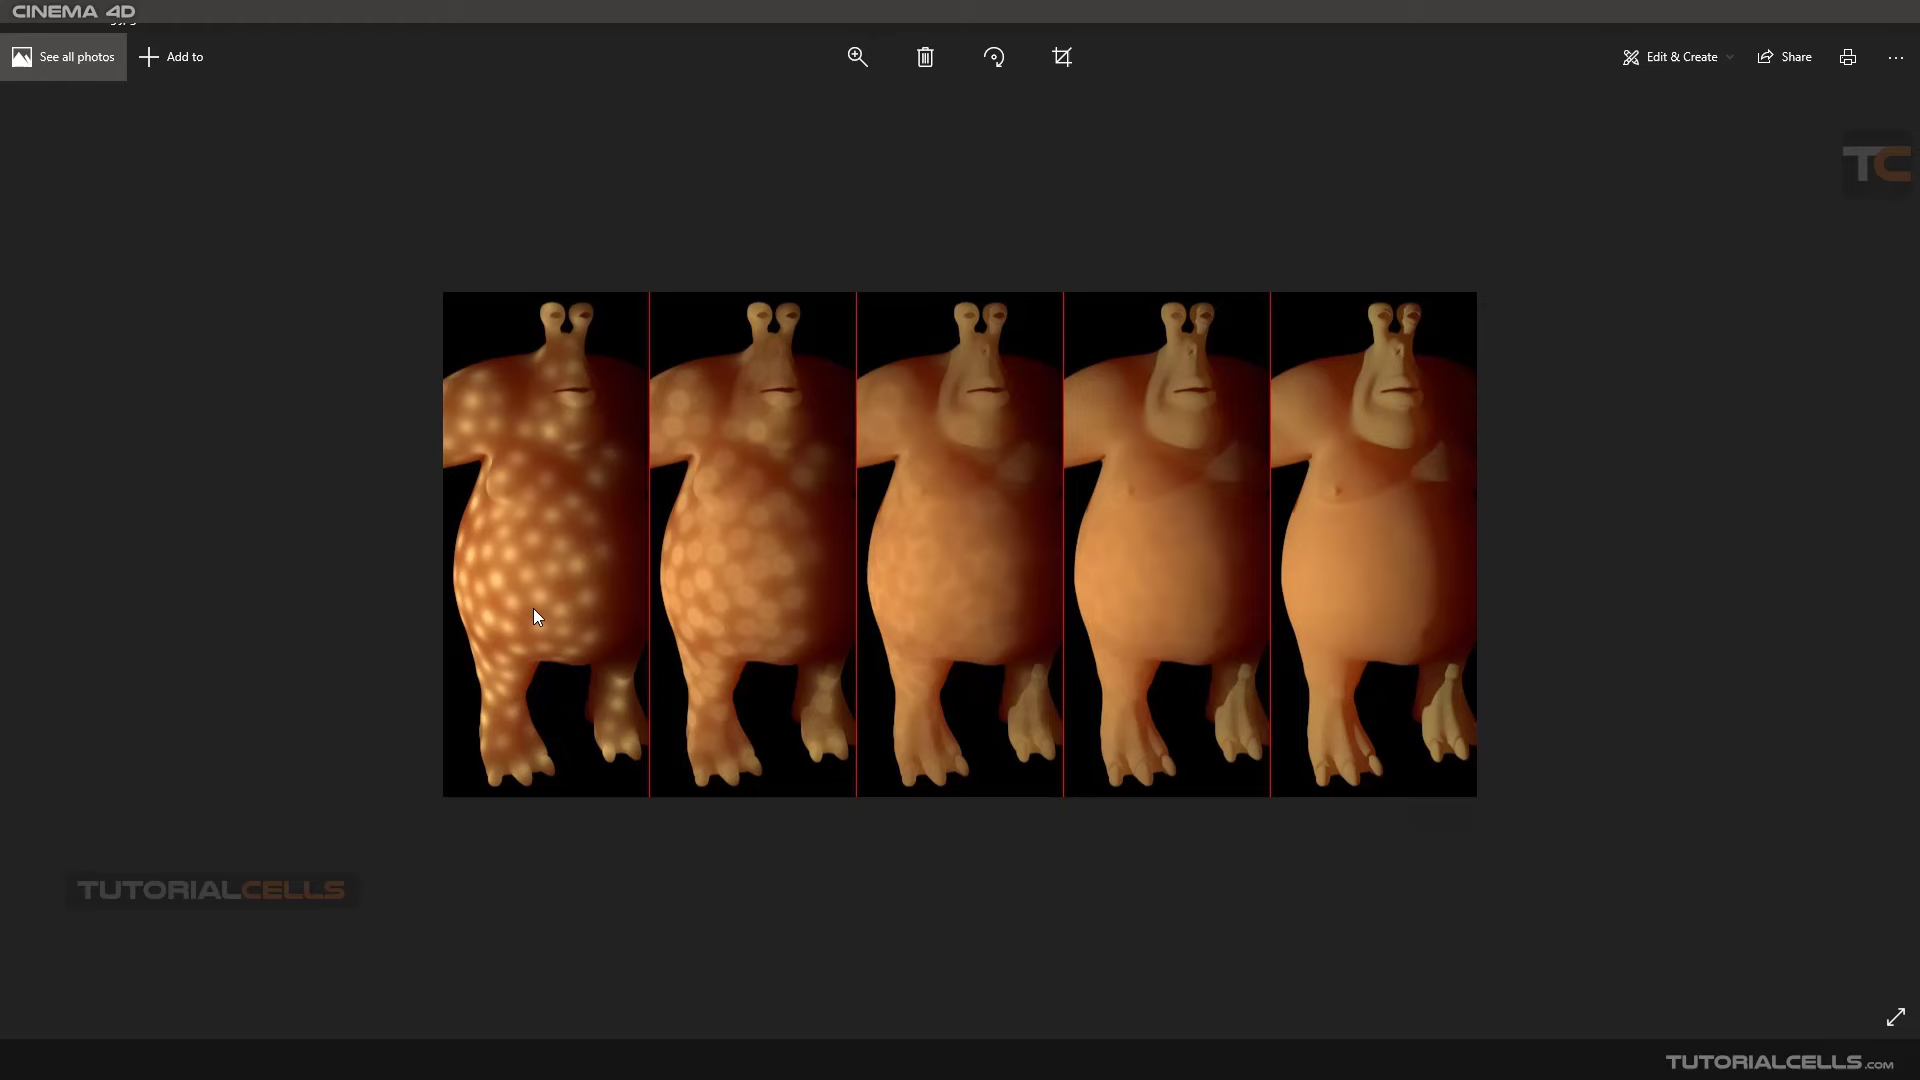 CINEMA 4D
See all photos
Add to
Edit & Create
Share
TC
TUTORIALCELLS
TUTORIALCELLS.COM